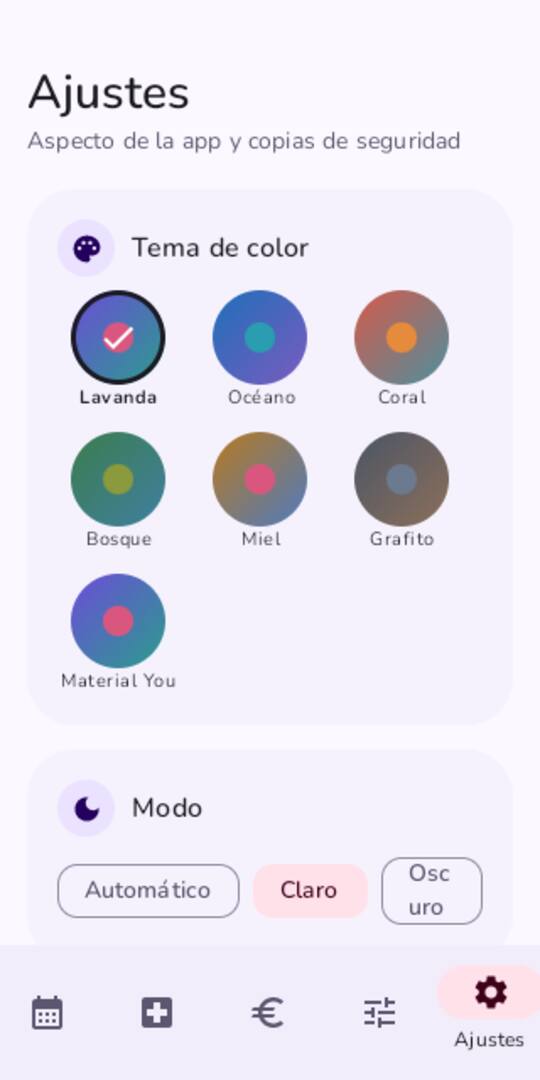 Ajustes
Aspecto de la app y copias de seguridad
Tema de color
Lavanda
Océano
Coral
Bosque
Miel
Grafito
Material You
Modo
Automático
Claro
Osc
uro
Ajustes